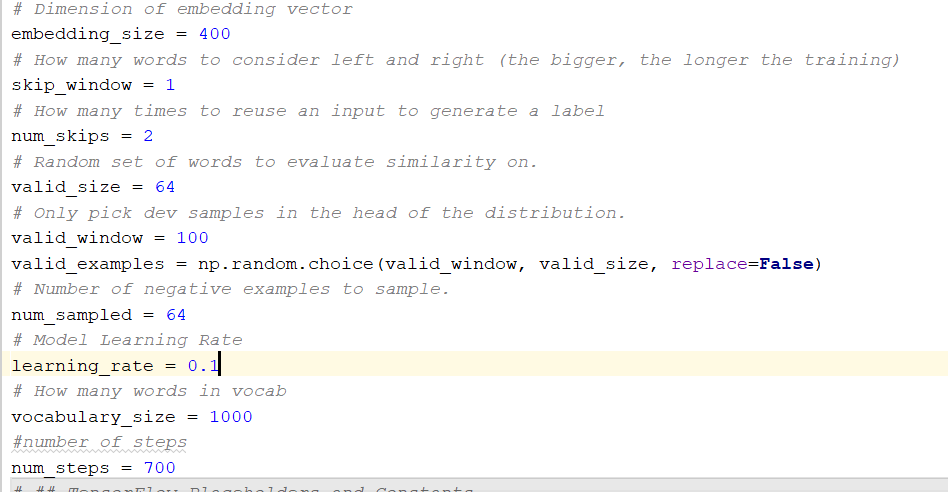 # Dimension of embedding vector
embedding_size = 400
# How many words to consider left and right (the bigger, the longer the training)
skip_window = 1
# How many times to reuse an input to generate a label
num_skips = 2
# Random set of words to evaluate similarity on.
valid_size = 64
# Only pick dev samples in the head of the distribution.
valid_window = 100
valid_examples = np.random.choice(valid_window, valid_size, replace=False)
# Number of negative examples to sample.
num_sampled = 64
# Model Learning Rate
learning_rate = 0.1
# How many words in vocab
vocabulary_size = 1000
#number of steps
num_steps = 700
# ## TensorFlow Placeholders and Constants